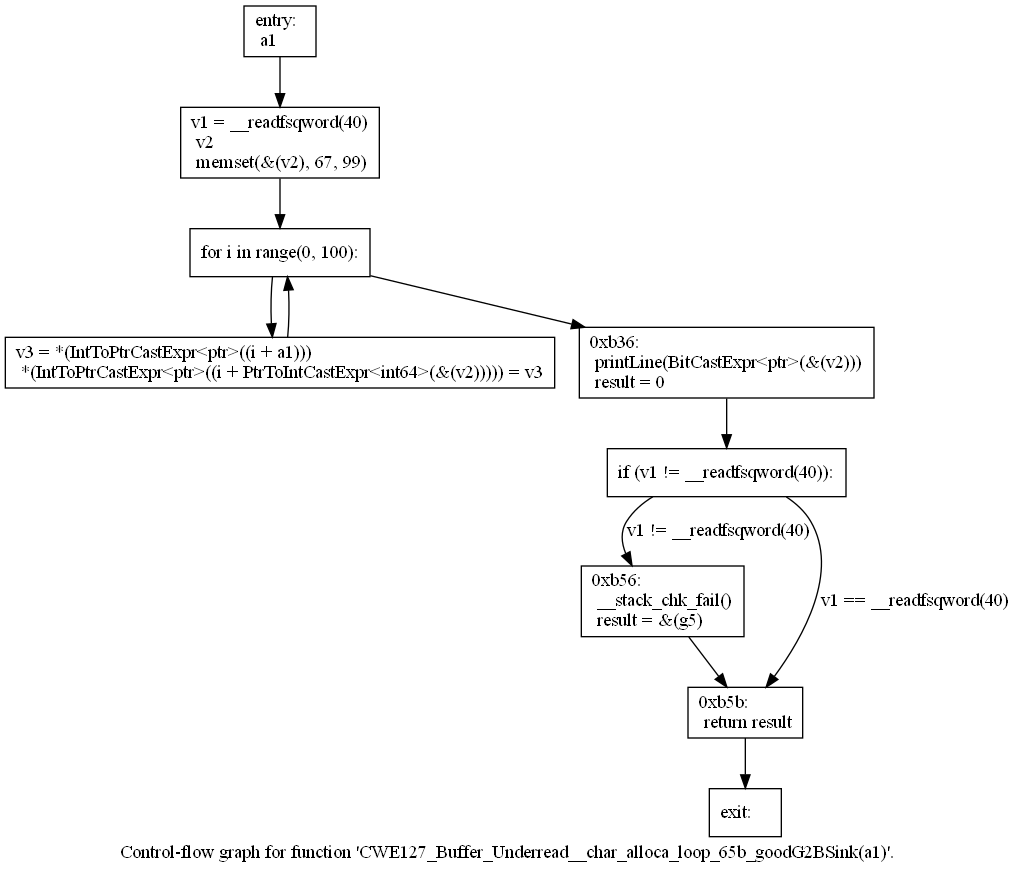 entry:
a1
v1 = __readfsqword(40)
v2
memset(&(v2), 67, 99)
for i in range(0, 100):
v3 = *(IntToPtrCastExpr<ptr>((i + a1)))
*(IntToPtrCastExpr<ptr>((i + PtrToIntCastExpr<int64>(&(v2))))) = v3
0xb36:
printLine(BitCastExpr<ptr>(&(v2)))
result = 0
if (v1 != __readfsqword(40)):
v1 != __readfsqword(40)
0xb56:
__stack_chk_fail()
result = &(g5)
v1 == __readfsqword(40)
0xb5b:
return result
exit:
Control-flow graph for function 'CWE127_Buffer_Underread__char_alloca_loop_65b_goodG2BSink(a1)'.